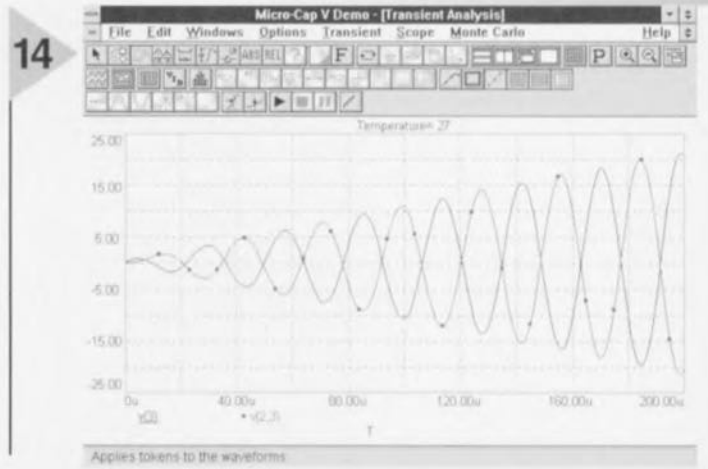 14
Micro-Cap V Demo - [Transient Analysis]
File Edit Windows Options Transient Scope Monte Carlo Help
ABS REL ? F P
Temperature= 27
25.00
15.00
5.00
-5.00
-15.00
-25.00
0u 40.00u 80.00u 120.00u 160.00u 200.00u
v(2,3)
T
Applies tokens to the waveforms